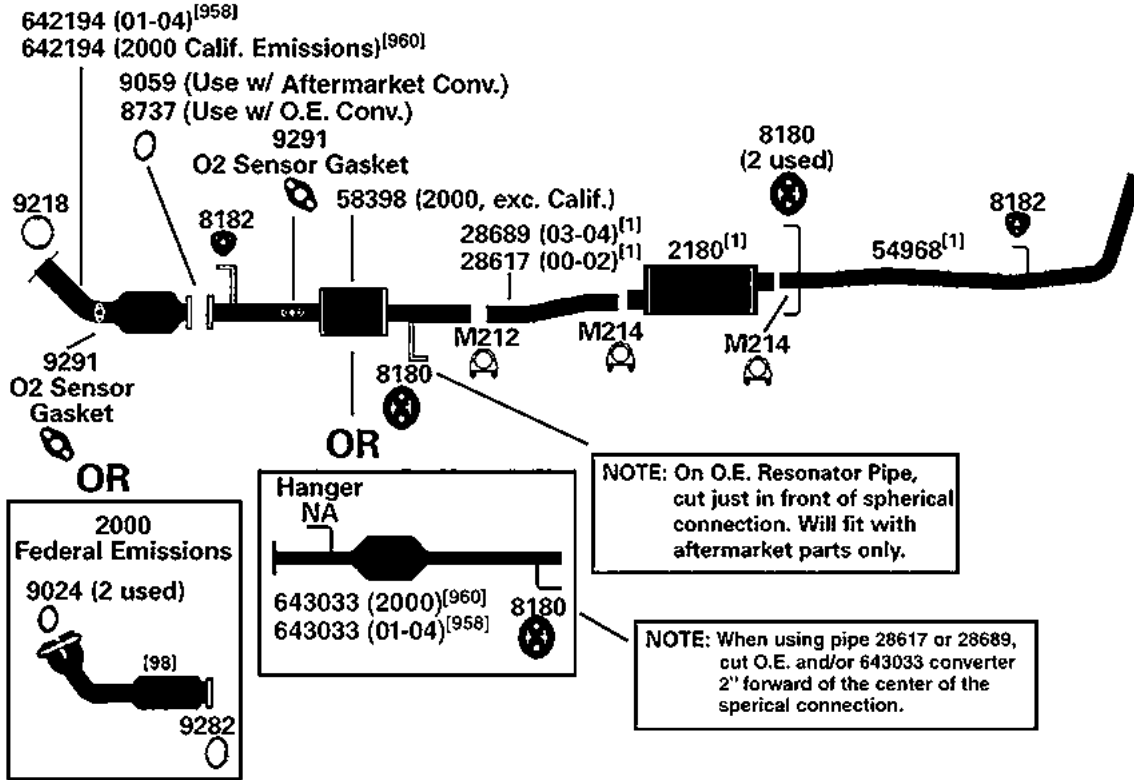 642194 (01-04)[958]
642194 (2000 Calif. Emissions)[960]
9059 (Use w/ Aftermarket Conv.)
8737 (Use w/ O.E. Conv.)
9291
O2 Sensor Gasket
8180
(2 used)
9218
8182
58398 (2000, exc. Calif.)
8182
28689 (03-04)[1]
28617 (00-02)[1]
2180[1]
54968[1]
M212
M214
M214
9291
O2 Sensor
Gasket
8180
OR
OR
2000
Federal Emissions
9024 (2 used)
[98]
9282
Hanger
NA
643033 (2000)[960]
643033 (01-04)[958]
8180
NOTE: On O.E. Resonator Pipe,
cut just in front of spherical
connection. Will fit with
aftermarket parts only.
NOTE: When using pipe 28617 or 28689,
cut O.E. and/or 643033 converter
2" forward of the center of the
sperical connection.